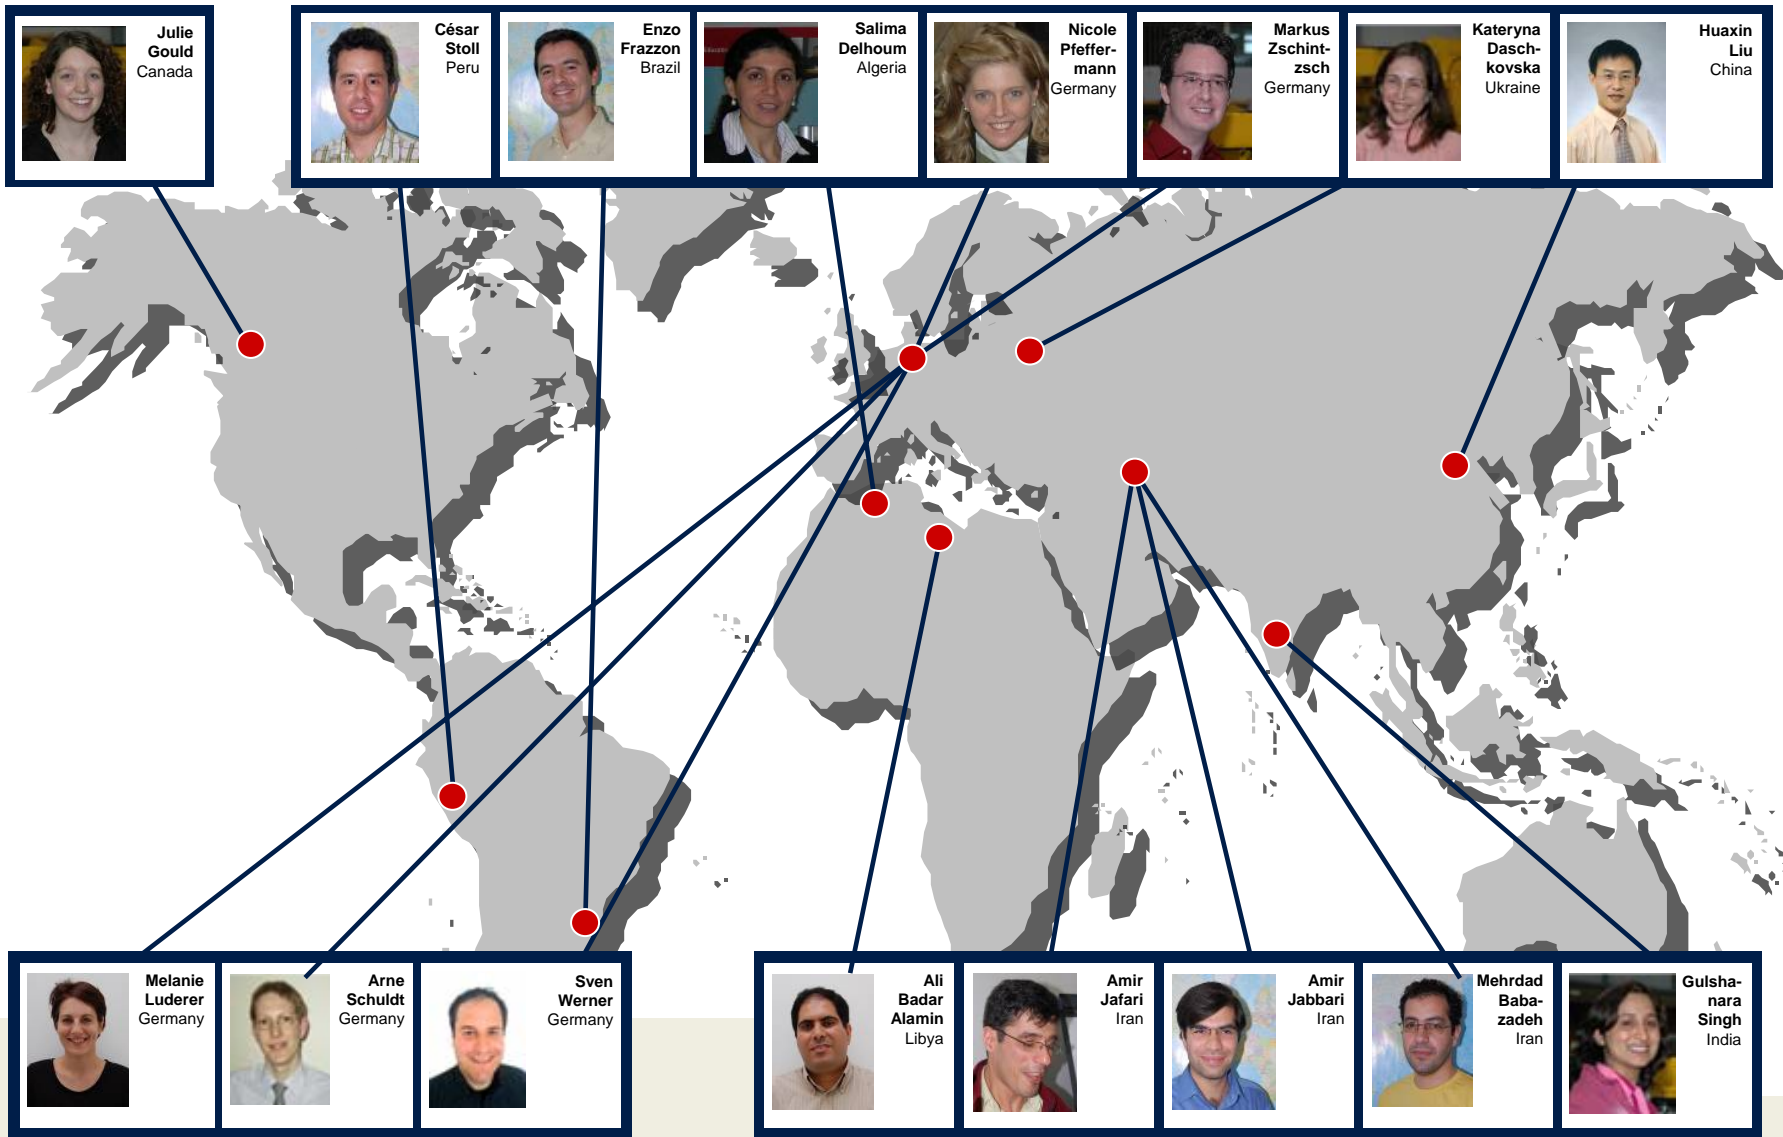 Julie
Gould
Canada
César
Stoll
Peru
Enzo
Frazzon
Brazil
Salima
Delhoum
Algeria
Nicole
Pfeffer-
mann
Germany
Markus
Zschint-
zsch
Germany
Kateryna
Dasch-
kovska
Ukraine
Huaxin
Liu
China
Melanie
Luderer
Germany
Arne
Schuldt
Germany
Sven
Werner
Germany
Ali
Badar
Alamin
Libya
Amir
Jafari
Iran
Amir
Jabbari
Iran
Mehrdad
Baba-
zadeh
Iran
Gulsha-
nara
Singh
India